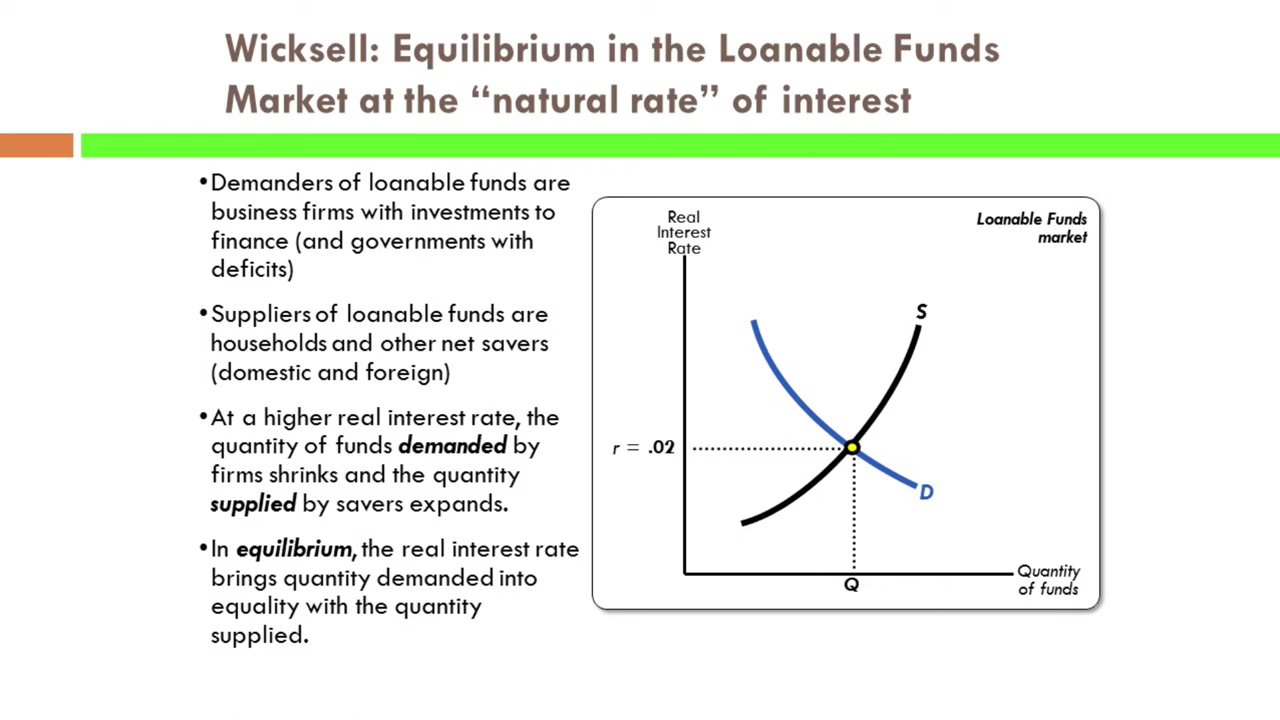 Wicksell: Equilibrium in the Loanable Funds
Market at the “natural rate” of interest
•Demanders of loanable funds are
business firms with investments to
finance (and governments with
deficits)
•Suppliers of loanable funds are
households and other net savers
(domestic and foreign)
•At a higher real interest rate, the
quantity of funds demanded by
firms shrinks and the quantity
supplied by savers expands.
•In equilibrium, the real interest rate
brings quantity demanded into
equality with the quantity
supplied.
Real
Interest
Rate
Loanable Funds
market
S
r = .02
D
Q
Quantity
of funds